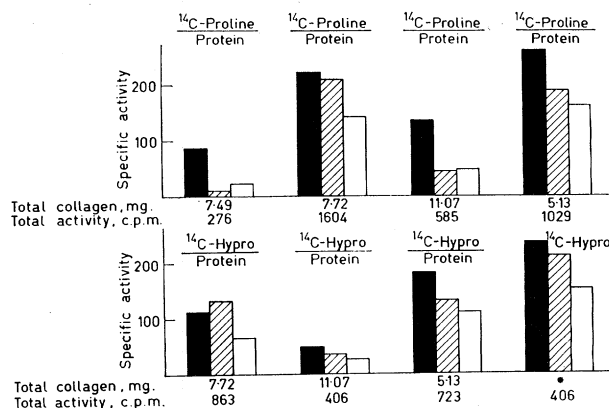 ¹⁴C-Proline ¹⁴C-Proline ¹⁴C-Proline ¹⁴C-Proline
Protein Protein Protein Protein
Specific activity
200
100
Total collagen, mg. 7·49 7·72 11·07 5·13
Total activity, c.p.m. 276 1604 585 1029
¹⁴C-Hypro ¹⁴C-Hypro ¹⁴C-Hypro ¹⁴C-Hypro
Protein Protein Protein
Specific activity
200
100
Total collagen, mg. 7·72 11·07 5·13 •
Total activity, c.p.m. 863 406 723 406